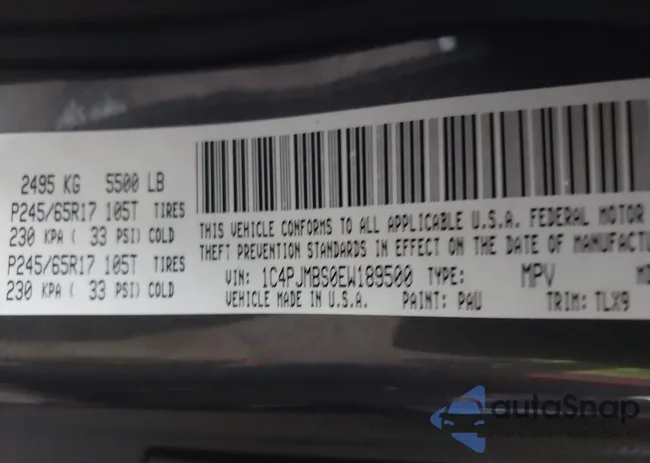 2495 KG 5500 LB
P245/65R17 105T TIRES
230 KPA ( 33 PSI) COLD
P245/65R17 105T TIRES
230 KPA ( 33 PSI) COLD
THIS VEHICLE CONFORMS TO ALL APPLICABLE U.S.A. FEDERAL MOTOR
THEFT PREVENTION STANDARDS IN EFFECT ON THE DATE OF
VIN: 1C4PJMBS0EW189500 TYPE: MPV
VEHICLE MADE IN U.S.A. PAINT: PAU TRIM: TLX9
autoSnap